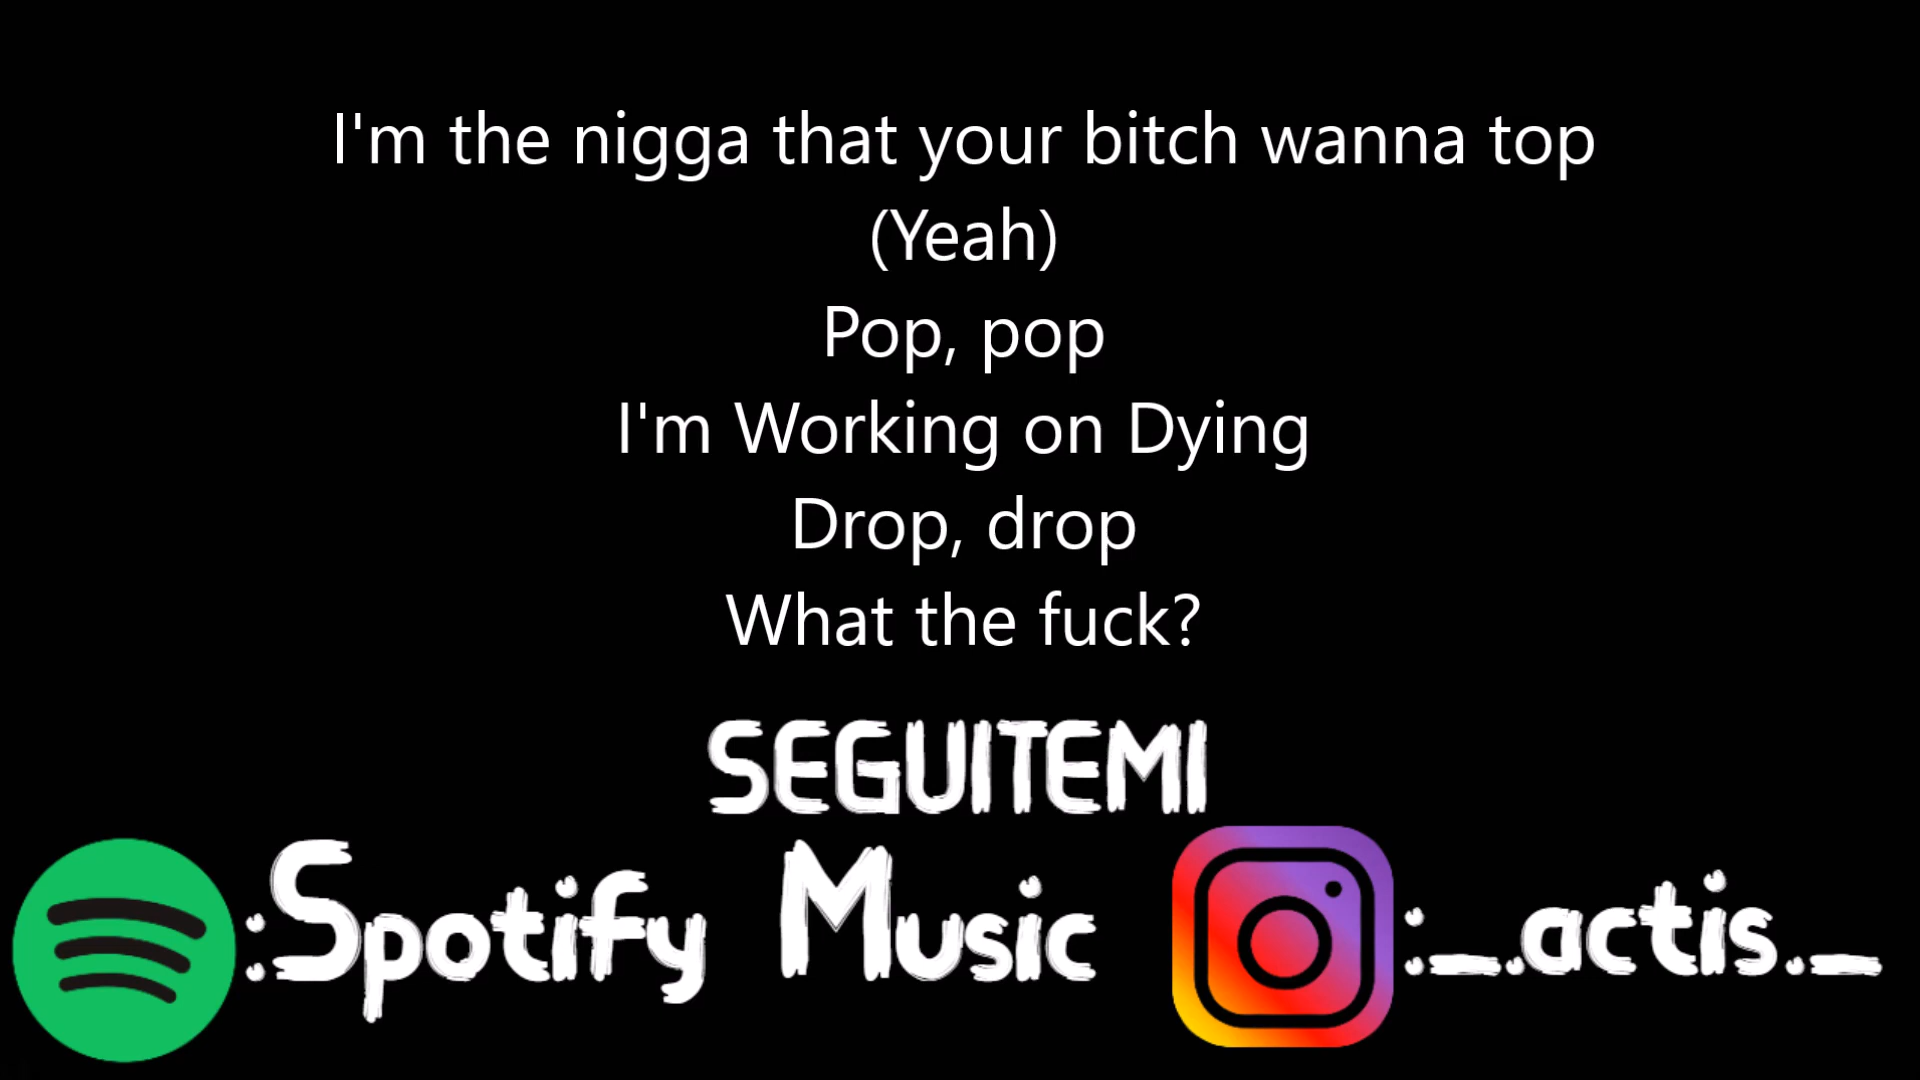 I'm the nigga that your bitch wanna top
(Yeah)
Pop, pop
I'm Working on Dying
Drop, drop
What the fuck?
SEGUITEMI
:Spotify Music :_.actis._